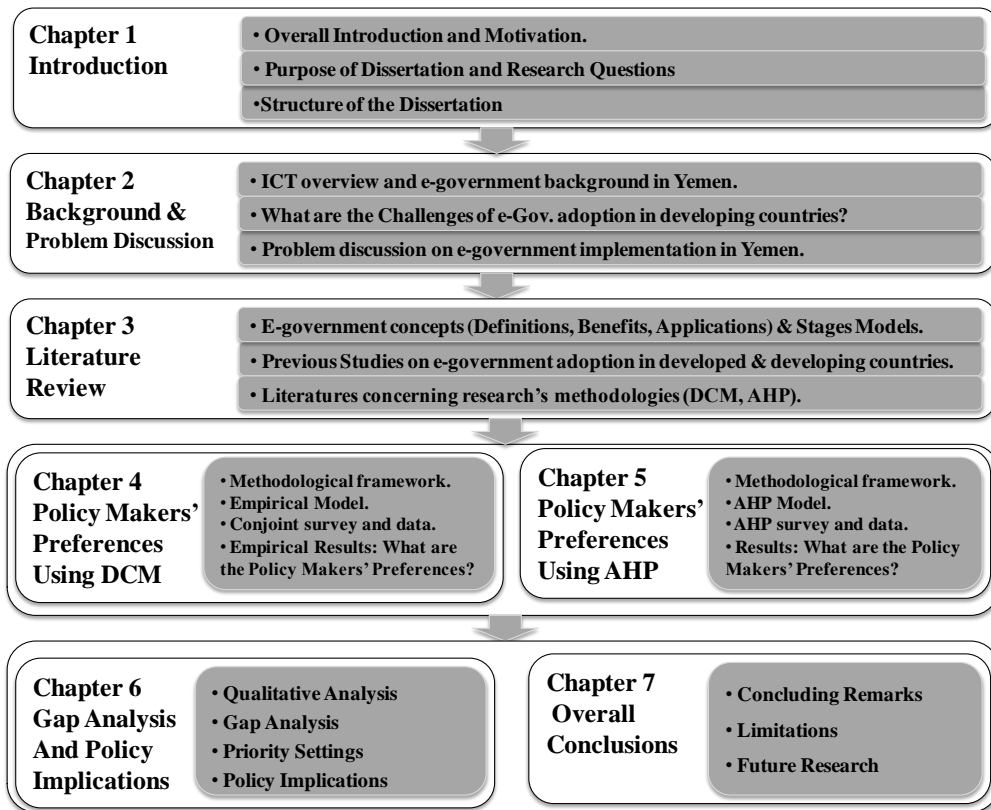 Chapter 1
Introduction
• Overall Introduction and Motivation.
• Purpose of Dissertation and Research Questions
•Structure of the Dissertation
Chapter 2
Background &
Problem Discussion
• ICT overview and e-government background in Yemen.
• What are the Challenges of e-Gov. adoption in developing countries?
• Problem discussion on e-government implementation in Yemen.
Chapter 3
Literature
Review
• E-government concepts (Definitions, Benefits, Applications) & Stages Models.
• Previous Studies on e-government adoption in developed & developing countries.
• Literatures concerning research's methodologies (DCM, AHP).
Chapter 4
Policy Makers'
Preferences
Using DCM
• Methodological framework.
• Empirical Model.
• Conjoint survey and data.
• Empirical Results: What are
the Policy Makers' Preferences?
Chapter 5
Policy Makers'
Preferences
Using AHP
• Methodological framework.
• AHP Model.
• AHP survey and data.
• Results: What are the Policy
Makers' Preferences?
Chapter 6
Gap Analysis
And Policy
Implications
• Qualitative Analysis
• Gap Analysis
• Priority Settings
• Policy Implications
Chapter 7
Overall
Conclusions
• Concluding Remarks
• Limitations
• Future Research